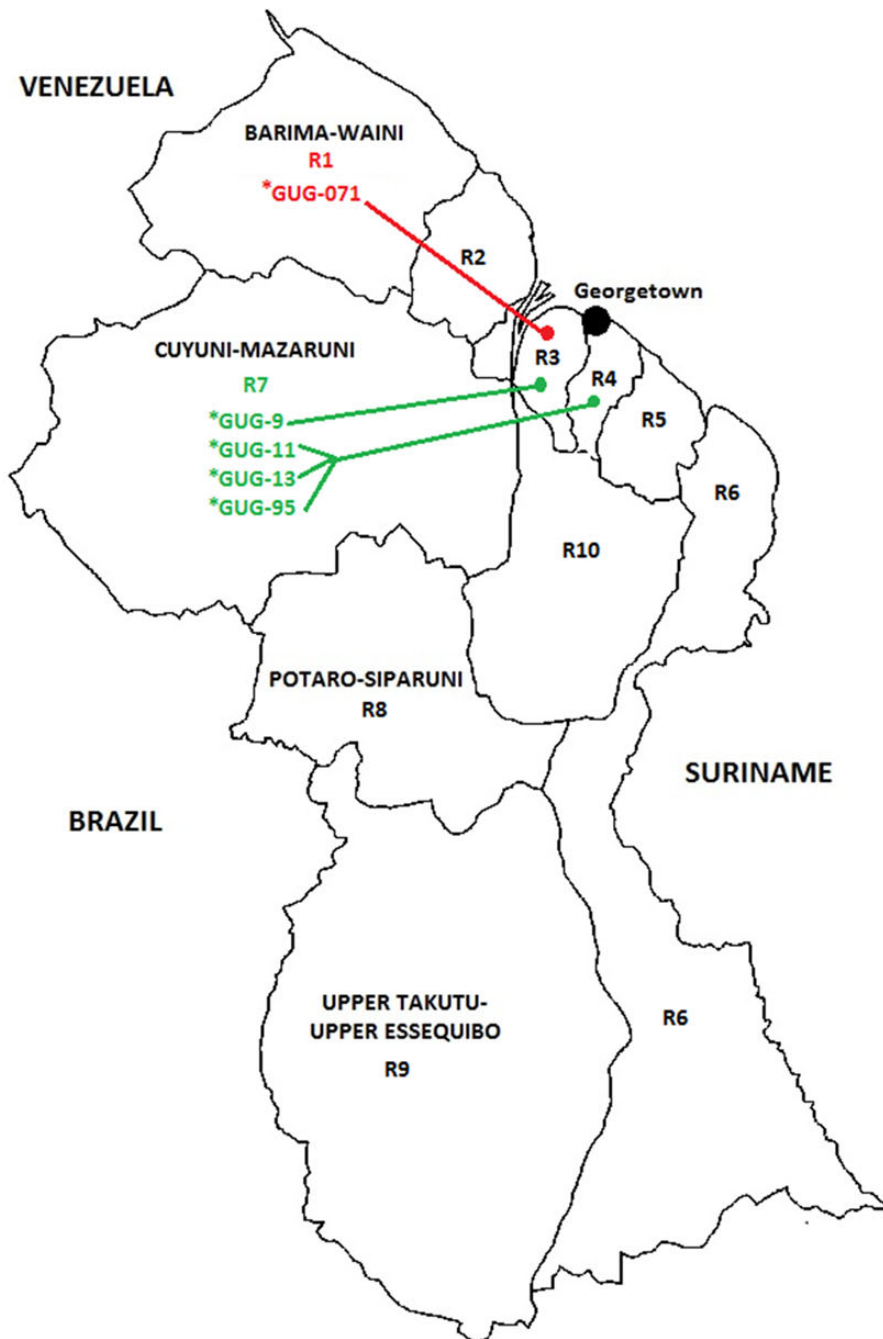 VENEZUELA
BARIMA-WAINI
R1
*GUG-071
R2
Georgetown
CUYUNI-MAZARUNI
R3
R7
R4
*GUG-9
R5
*GUG-11
*GUG-13
R6
*GUG-95
R10
POTARO-SIPARUNI
R8
SURINAME
BRAZIL
UPPER TAKUTU-
UPPER ESSEQUIBO
R6
R9